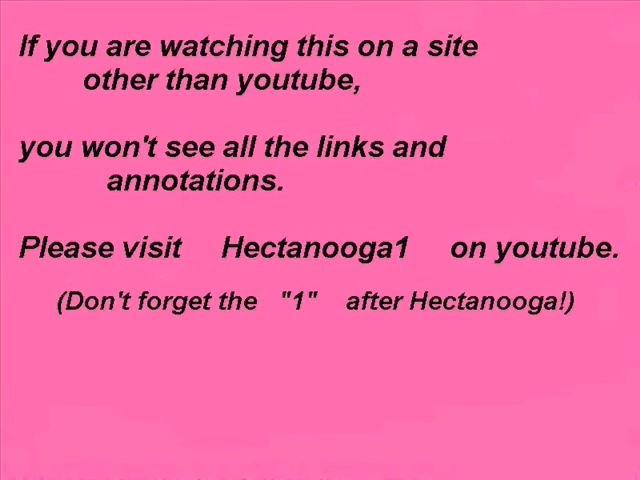 If you are watching this on a site
other than youtube,
you won't see all the links and
annotations.
Please visit Hectanooga1 on youtube.
(Don't forget the "1" after Hectanooga!)